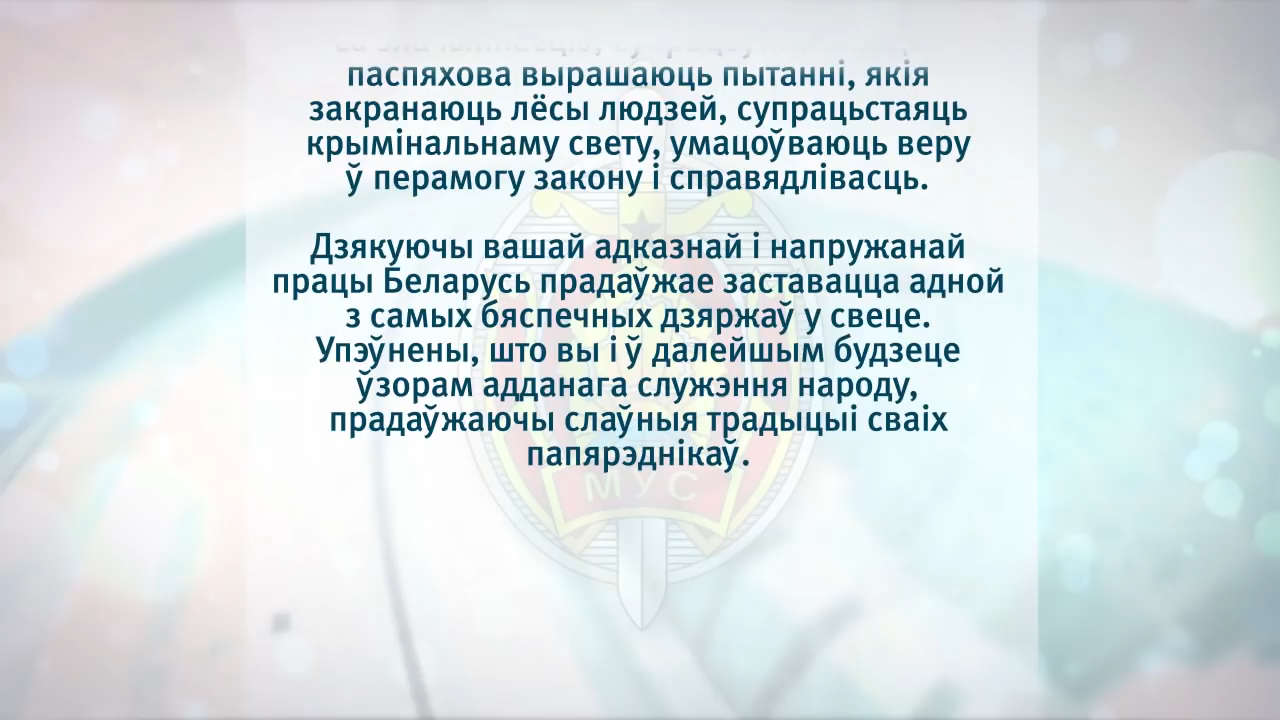 паспяхова вырашаюць пытанні, якія
закранаюць лёсы людзей, супрацьстаяць
крымінальнаму свету, умацоўваюць веру
ў перамогу закону і справядлівасць.
Дзякуючы вашай адказнай і напружанай
працы Беларусь прадаўжае заставацца адной
з самых бяспечных дзяржаў у свеце.
Упэўнены, што вы і ў далейшым будзеце
ўзорам адданага служэння народу,
прадаўжаючы слаўныя традыцыі сваіх
папярэднікаў.
МУС